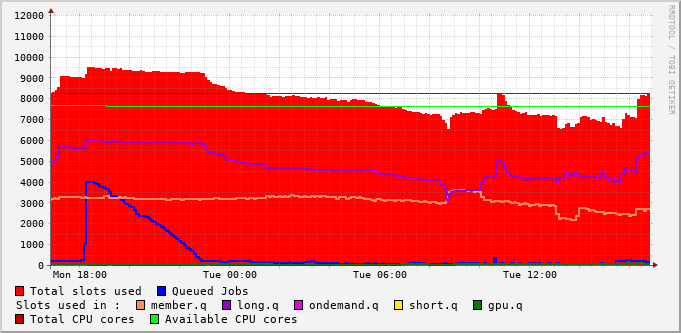 12000
11000
10000
9000
8000
7000
6000
5000
4000
3000
2000
1000
0
Mon 18:00 Tue 00:00 Tue 06:00 Tue 12:00
RRDTOOL / TOBI OETIKER
Total slots used Queued Jobs
Slots used in : member.q long.q ondemand.q short.q gpu.q
Total CPU cores Available CPU cores